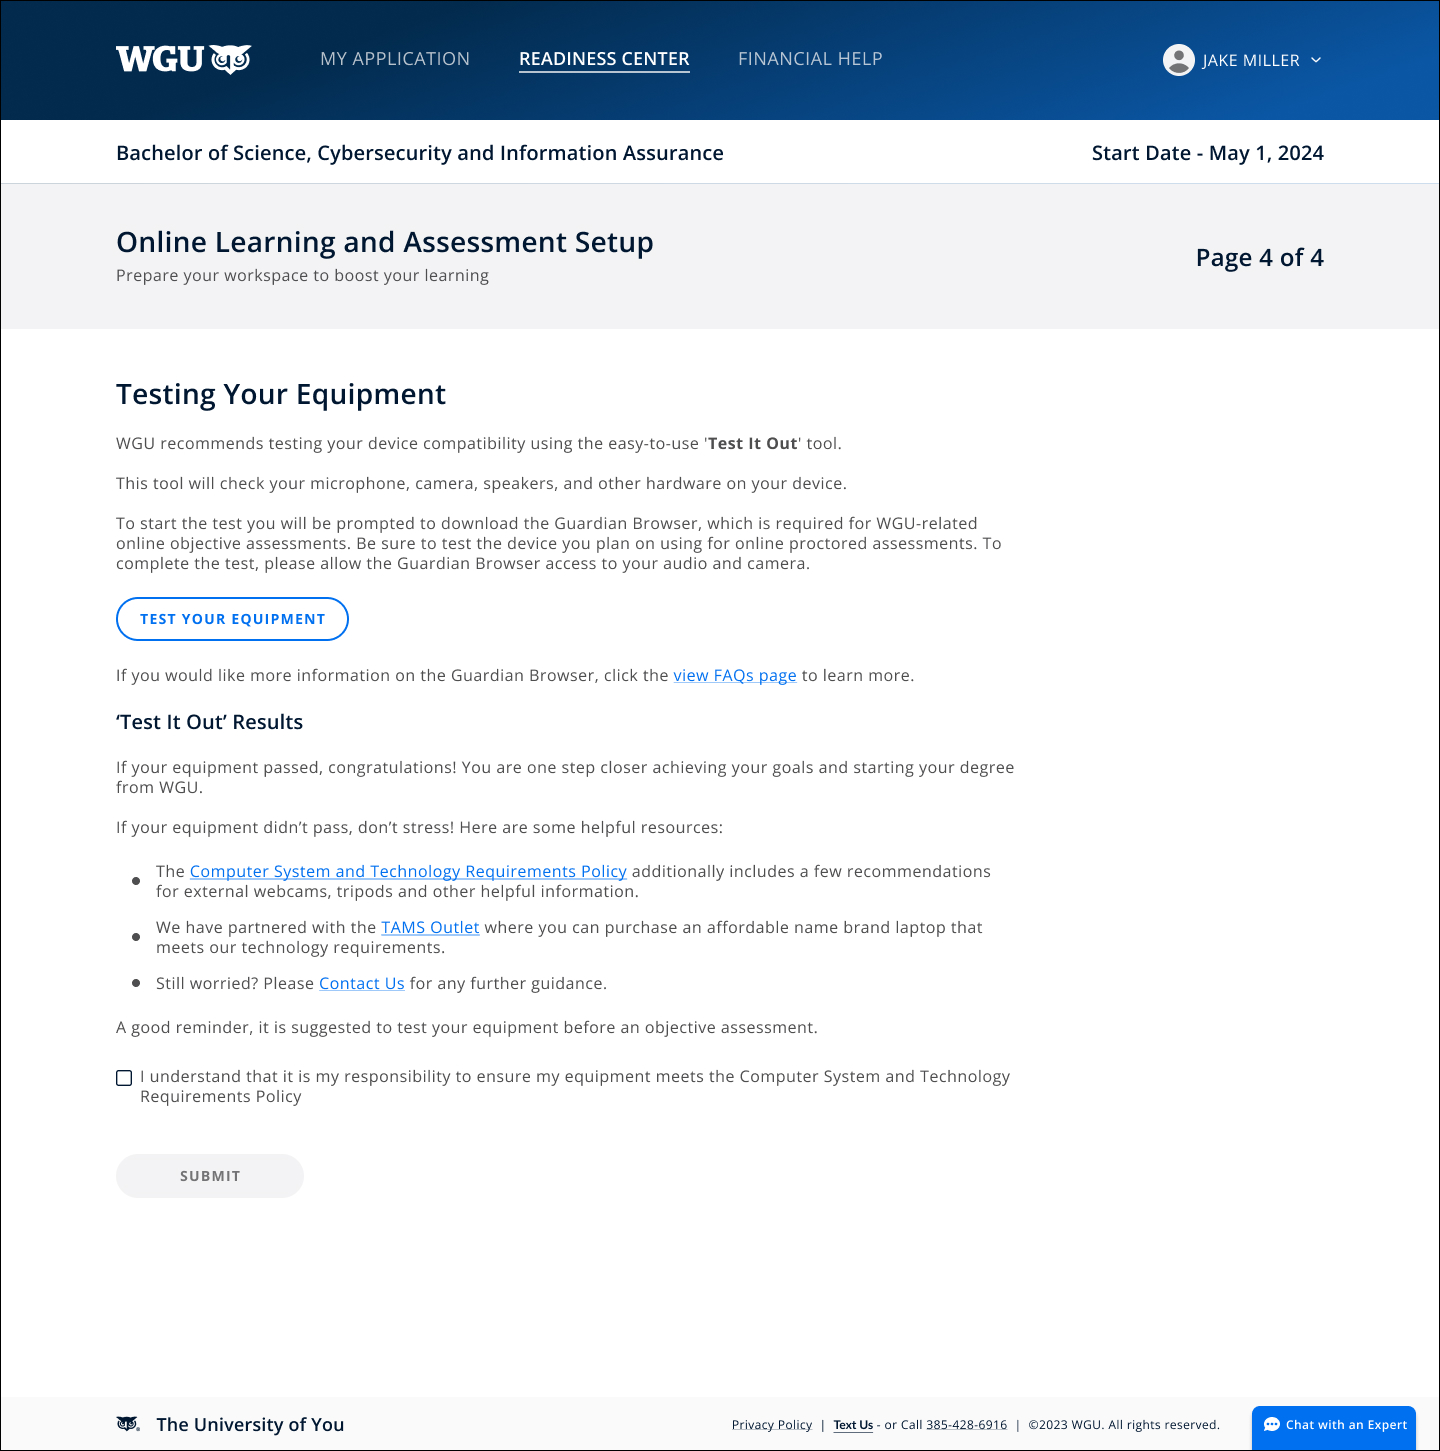 WGU
MY APPLICATION
READINESS CENTER
FINANCIAL HELP
JAKE MILLER
Bachelor of Science, Cybersecurity and Information Assurance
Start Date - May 1, 2024
Online Learning and Assessment Setup
Prepare your workspace to boost your learning
Page 4 of 4
Testing Your Equipment
WGU recommends testing your device compatibility using the easy-to-use 'Test It Out' tool.
This tool will check your microphone, camera, speakers, and other hardware on your device.
To start the test you will be prompted to download the Guardian Browser, which is required for WGU-related
online objective assessments. Be sure to test the device you plan on using for online proctored assessments. To
complete the test, please allow the Guardian Browser access to your audio and camera.
TEST YOUR EQUIPMENT
If you would like more information on the Guardian Browser, click the view FAQs page to learn more.
‘Test It Out’ Results
If your equipment passed, congratulations! You are one step closer achieving your goals and starting your degree
from WGU.
If your equipment didn’t pass, don’t stress! Here are some helpful resources:
● The Computer System and Technology Requirements Policy additionally includes a few recommendations
for external webcams, tripods and other helpful information.
● We have partnered with the TAMS Outlet where you can purchase an affordable name brand laptop that
meets our technology requirements.
● Still worried? Please Contact Us for any further guidance.
A good reminder, it is suggested to test your equipment before an objective assessment.
I understand that it is my responsibility to ensure my equipment meets the Computer System and Technology
Requirements Policy
SUBMIT
The University of You
Privacy Policy | Text Us - or Call 385-428-6916 | ©2023 WGU. All rights reserved.
Chat with an Expert